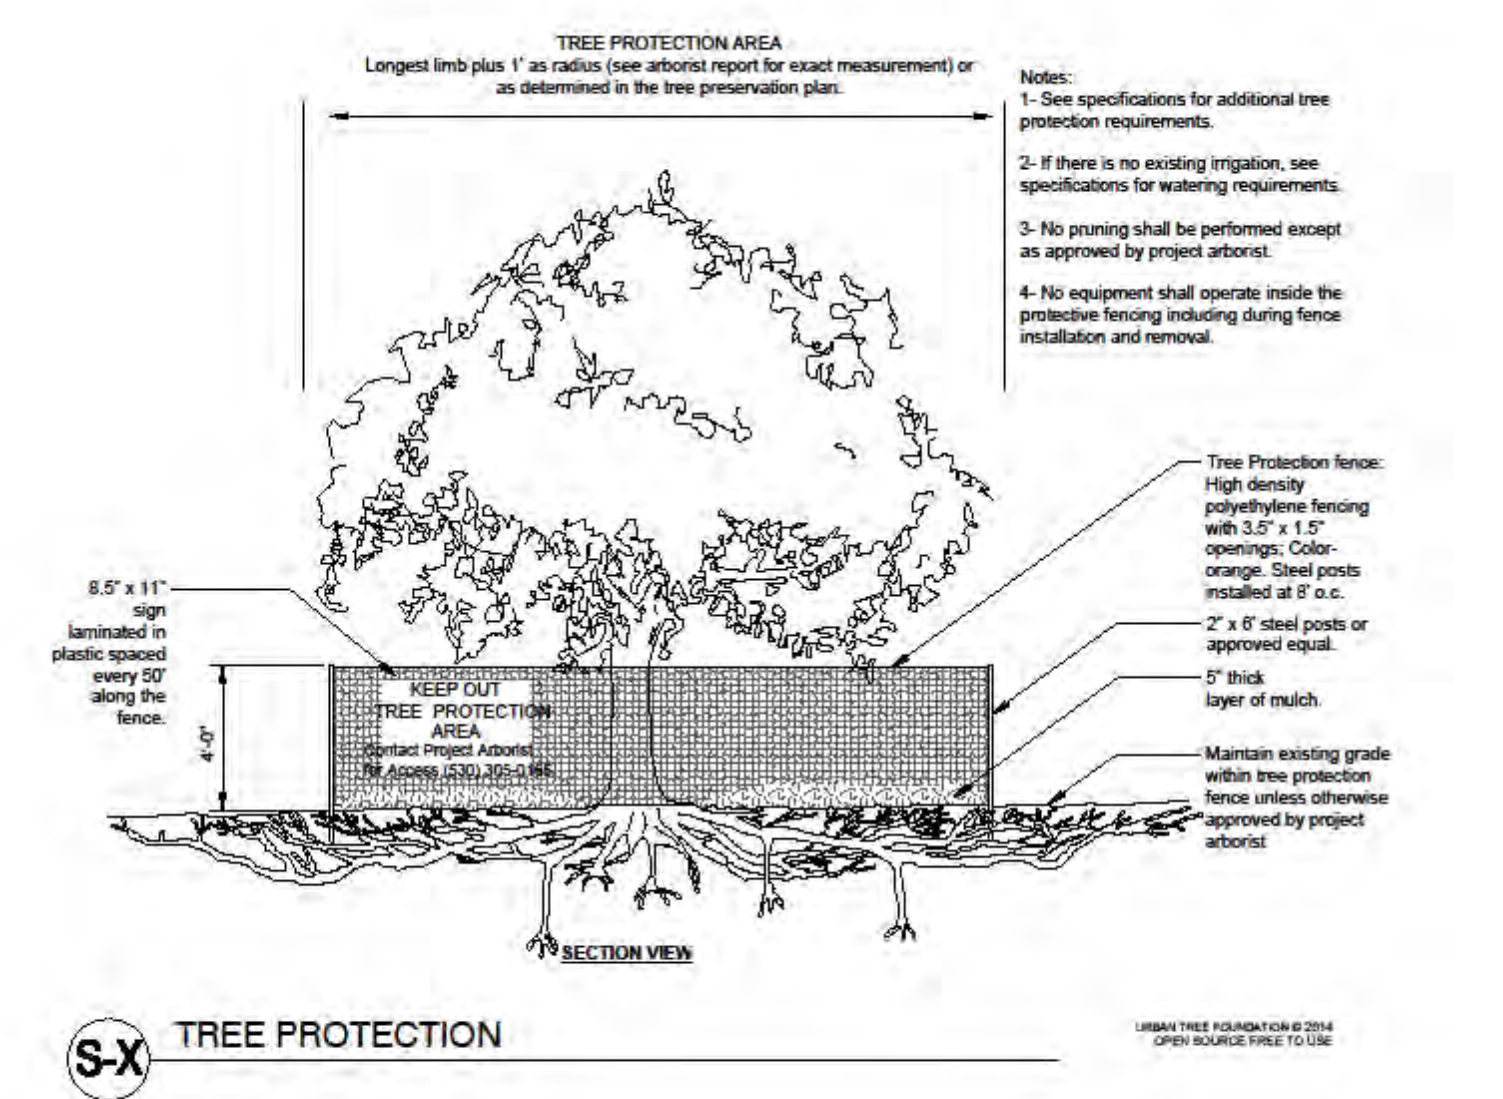 TREE PROTECTION AREA
Longest limb plus 1' as radius (see arborist report for exact measurement) or
as determined in the tree preservation plan.
Notes:
1- See specifications for additional tree
protection requirements.
2- If there is no existing irrigation, see
specifications for watering requirements.
3- No pruning shall be performed except
as approved by project arborist.
4- No equipment shall operate inside the
protective fencing including during fence
installation and removal.
Tree Protection fence:
High density
polyethylene fencing
with 3.5" x 1.5"
openings; Color-
orange. Steel posts
installed at 8' o.c.
2" x 6' steel posts or
approved equal.
5" thick
layer of mulch.
Maintain existing grade
within tree protection
fence unless otherwise
approved by project
arborist
8.5" x 11"
sign
laminated in
plastic spaced
every 50'
along the
fence.
4'-0"
KEEP OUT
TREE PROTECTION
AREA
Contact Project Arborist
for Access (530) 305-0165
SECTION VIEW
S-X
TREE PROTECTION
URBAN TREE FOUNDATION © 2014
OPEN SOURCE FREE TO USE